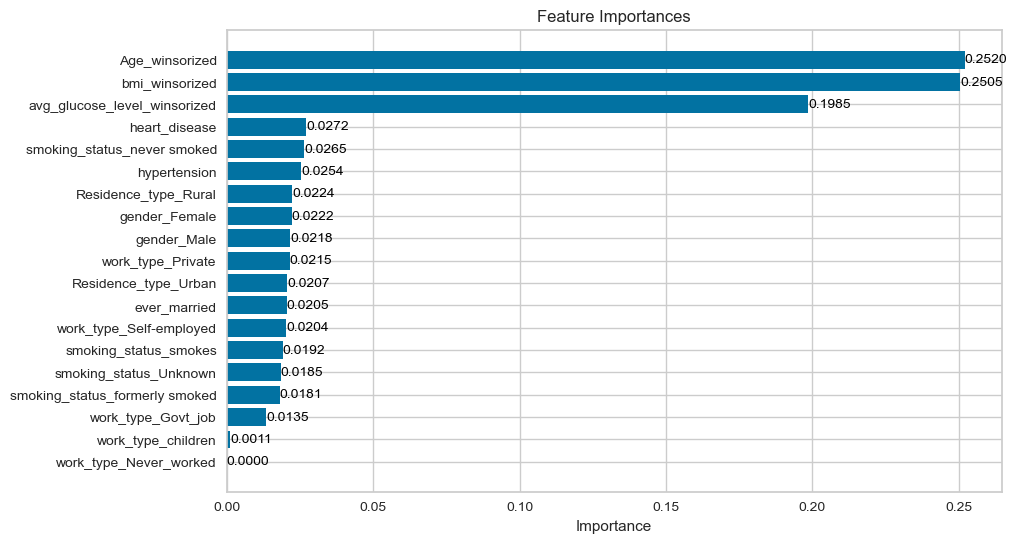 Feature Importances
Age_winsorized 0.2520
bmi_winsorized 0.2505
avg_glucose_level_winsorized 0.1985
heart_disease 0.0272
smoking_status_never smoked 0.0265
hypertension 0.0254
Residence_type_Rural 0.0224
gender_Female 0.0222
gender_Male 0.0218
work_type_Private 0.0215
Residence_type_Urban 0.0207
ever_married 0.0205
work_type_Self-employed 0.0204
smoking_status_smokes 0.0192
smoking_status_Unknown 0.0185
smoking_status_formerly smoked 0.0181
work_type_Govt_job 0.0135
work_type_children 0.0011
work_type_Never_worked 0.0000
0.00 0.05 0.10 0.15 0.20 0.25
Importance